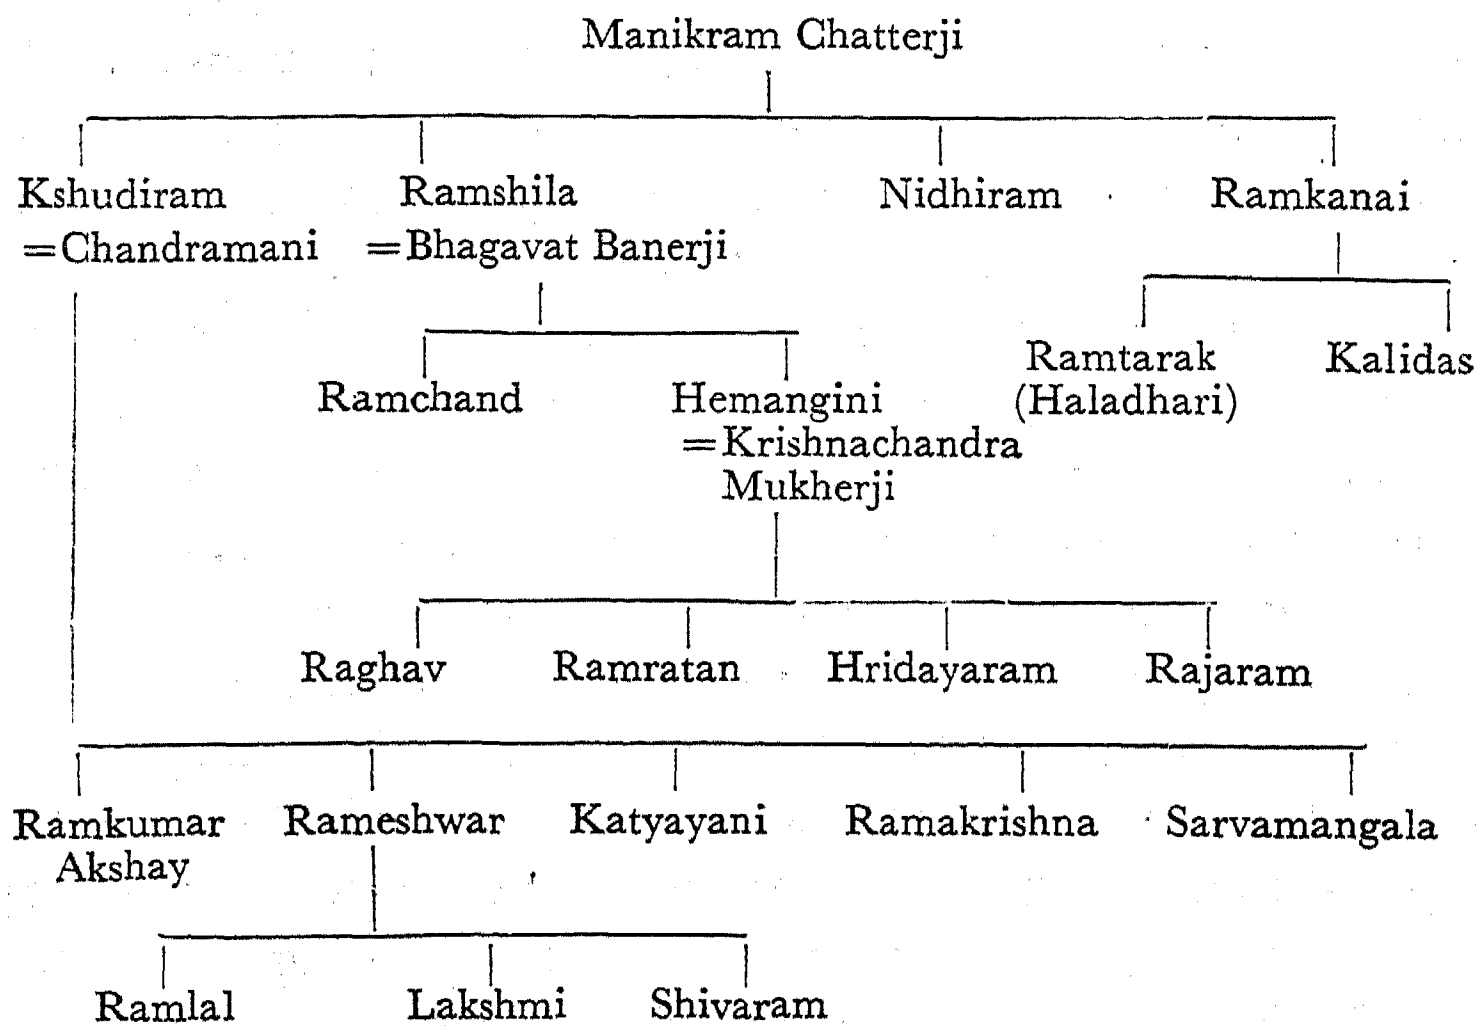 Manikram Chatterji
Kshudiram
Ramshila
Nidhiram
Ramkanai
=Chandramani
=Bhagavat Banerji
Ramchand
Hemangini
=Krishnachandra
Mukherji
Ramtarak
(Haladhari)
Kalidas
Raghav
Ramratan
Hridayaram
Rajaram
Ramkumar
Akshay
Rameshwar
Katyayani
Ramakrishna
Sarvamangala
Ramlal
Lakshmi
Shivaram